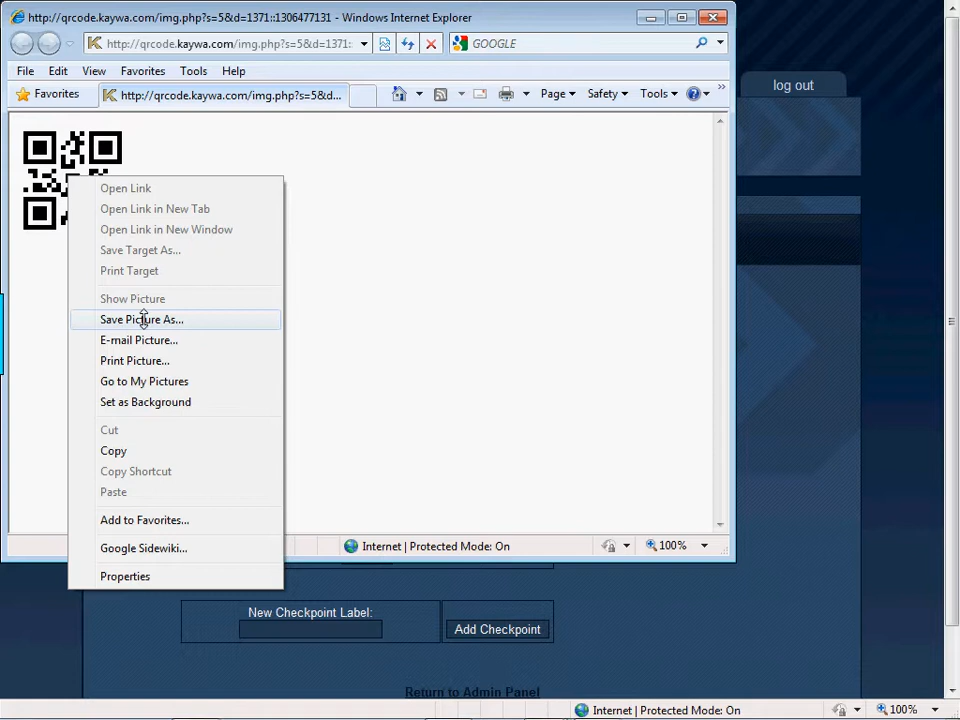 http://qrcode.kaywa.com/img.php?s=5&d=1371::1306477131 - Windows Internet Explorer
http://qrcode.kaywa.com/img.php?s=5&d=1371::
GOOGLE
File Edit View Favorites Tools Help
Favorites
http://qrcode.kaywa.com/img.php?s=5&d...
Page Safety Tools
log out
Open Link
Open Link in New Tab
Open Link in New Window
Save Target As...
Print Target
Show Picture
Save Picture As...
E-mail Picture...
Print Picture...
Go to My Pictures
Set as Background
Cut
Copy
Copy Shortcut
Paste
Add to Favorites...
Google Sidewiki...
Properties
Internet | Protected Mode: On
100%
New Checkpoint Label:
Add Checkpoint
Return to Admin Panel
Internet | Protected Mode: On
100%